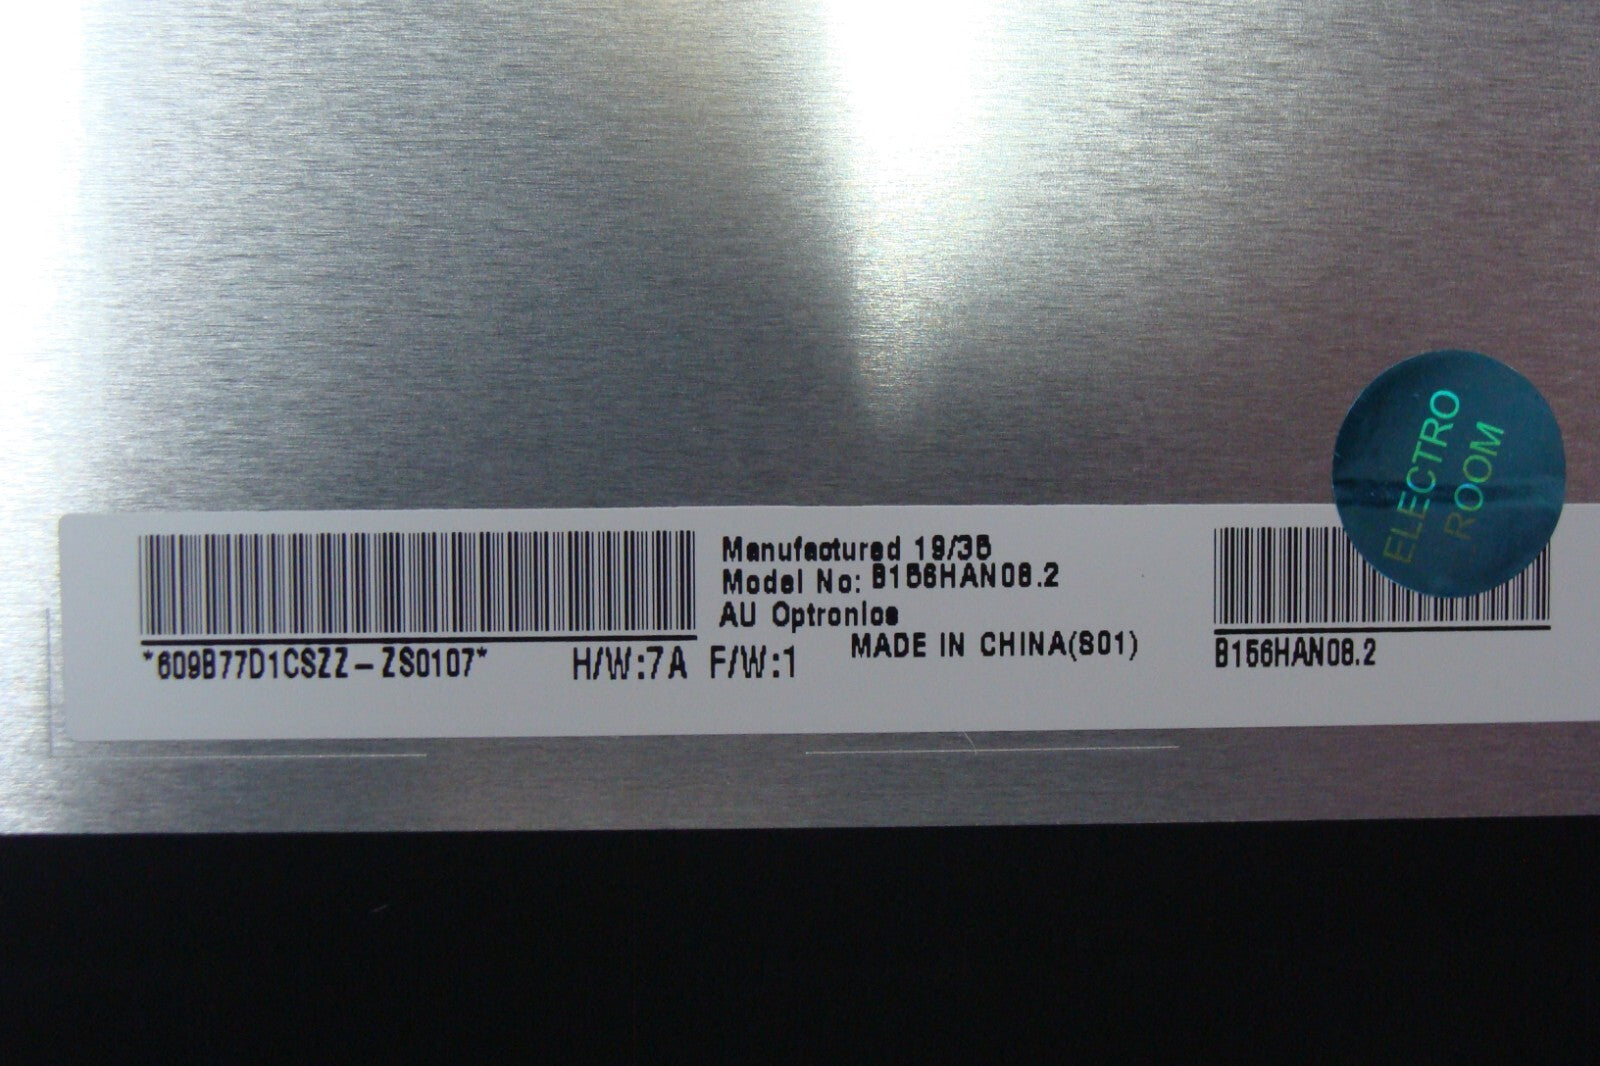 Manufactured 19/36
Model No: B156HAN08.2
AU Optronics
MADE IN CHINA(S01)
*609B77D1CSZZ-ZS0107*
H/W:7A F/W:1
B156HAN08.2
ELECTRO
ROOM